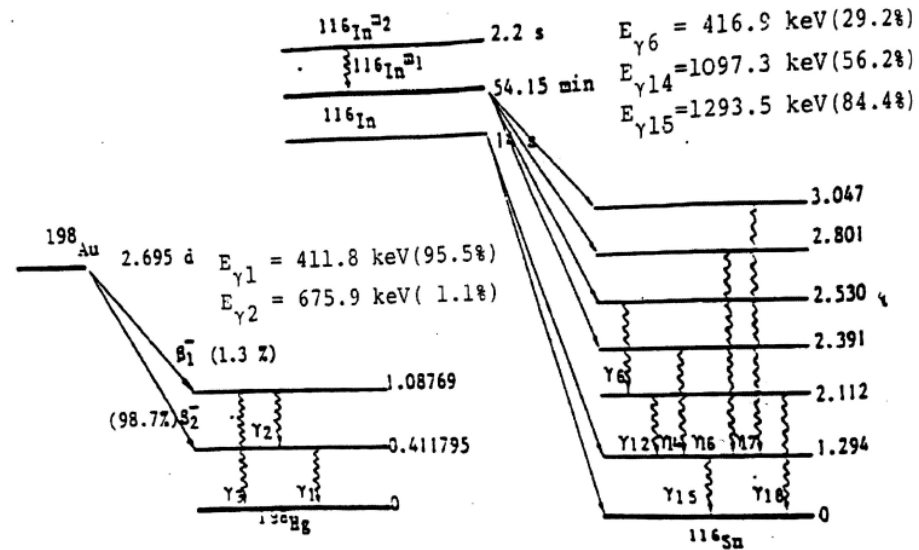 116In m2
2.2 s
116In m1
54.15 min
116In
Eγ6 = 416.9 keV(29.2%)
Eγ14=1097.3 keV(56.2%)
Eγ15=1293.5 keV(84.4%)
3.047
2.801
2.530
2.391
γ6
2.112
γ12
1.294
γ15
γ18
0
116Sn
198Au
2.695 d
Eγ1 = 411.8 keV(95.5%)
Eγ2 = 675.9 keV( 1.1%)
β1- (1.3 %)
1.08769
(98.7%)β2-
γ2
0.411795
γ3
γ1
0